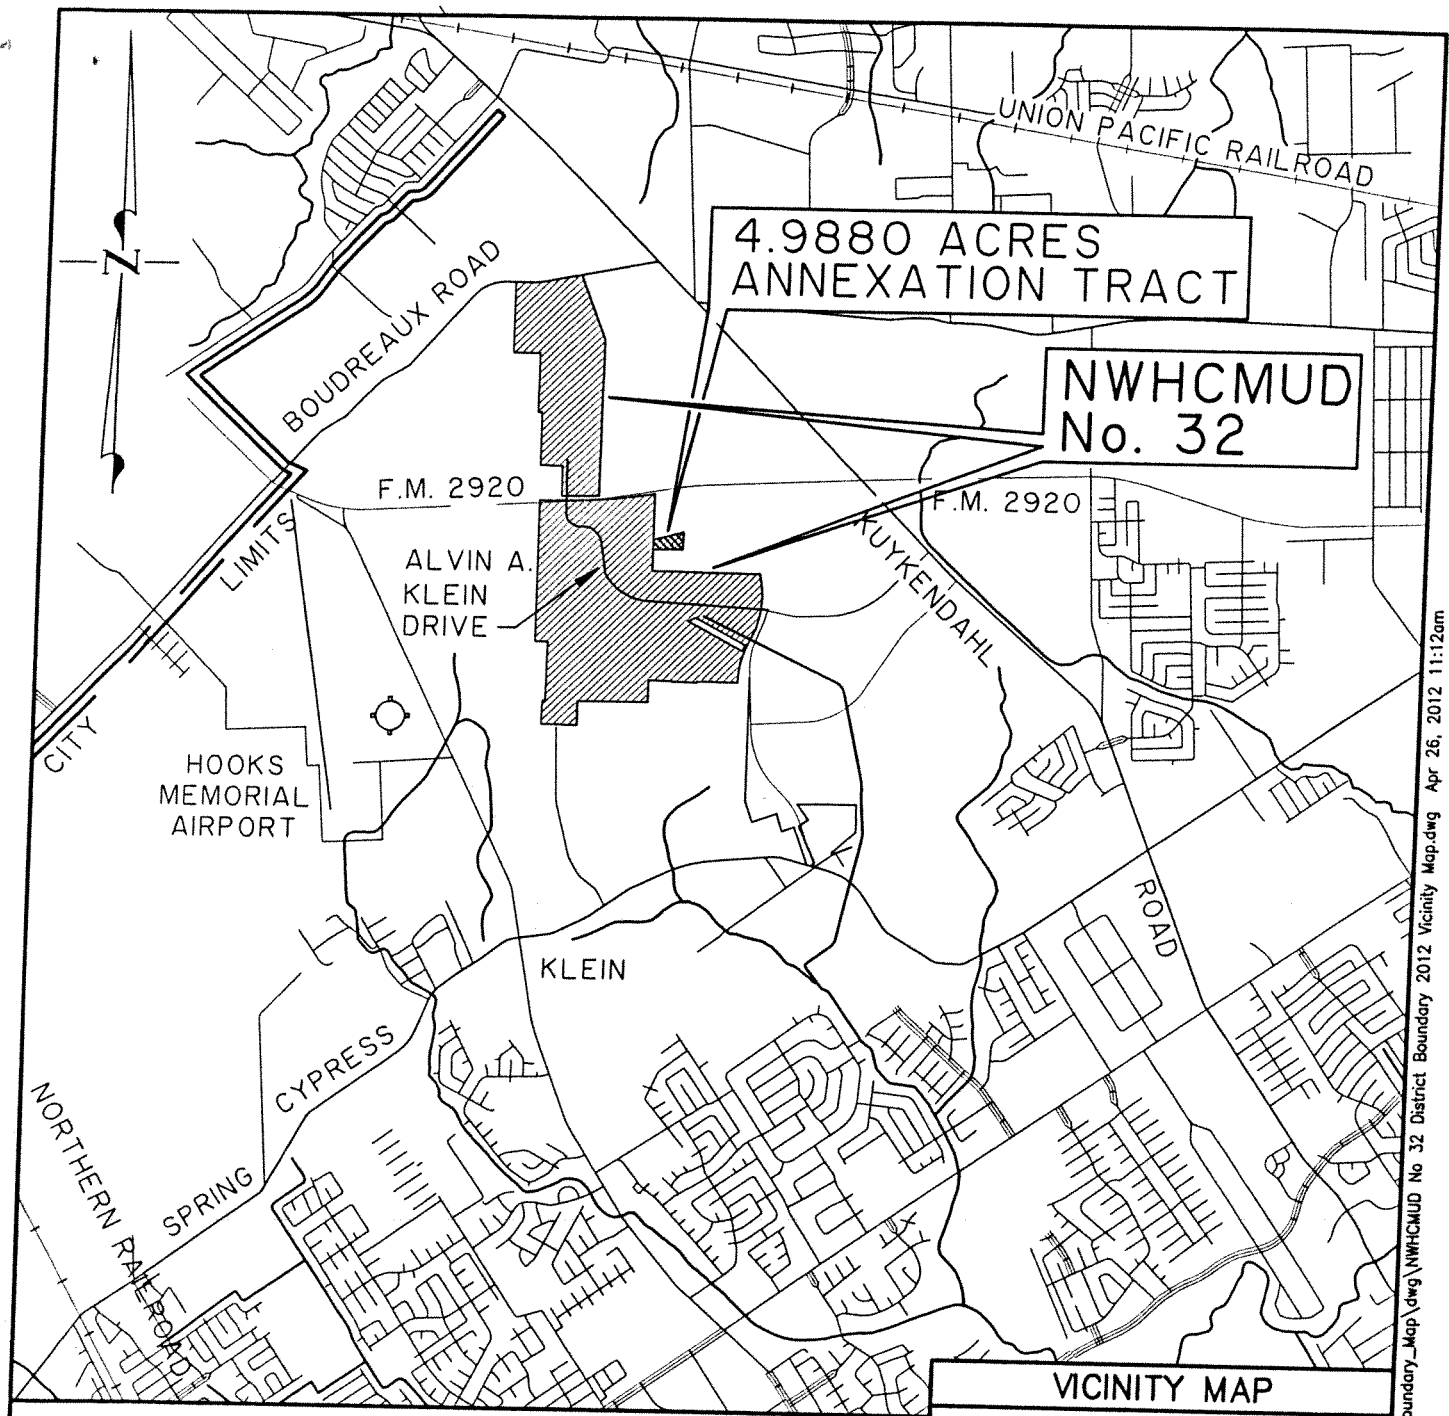 UNION PACIFIC RAILROAD
4.9880 ACRES
ANNEXATION TRACT
N
BOUDREAUX ROAD
NWHCMUD
No. 32
F.M. 2920
F.M. 2920
LIMITS
CITY
ALVIN A.
KLEIN
DRIVE
KUYKENDAHL
ROAD
HOOKS
MEMORIAL
AIRPORT
KLEIN
SPRING CYPRESS
NORTHERN RAILROAD
VICINITY MAP
oundary_Map\dwg\NWHCMUD No 32 District Boundary 2012 Vicinity Map.dwg Apr 26, 2012 11:12am